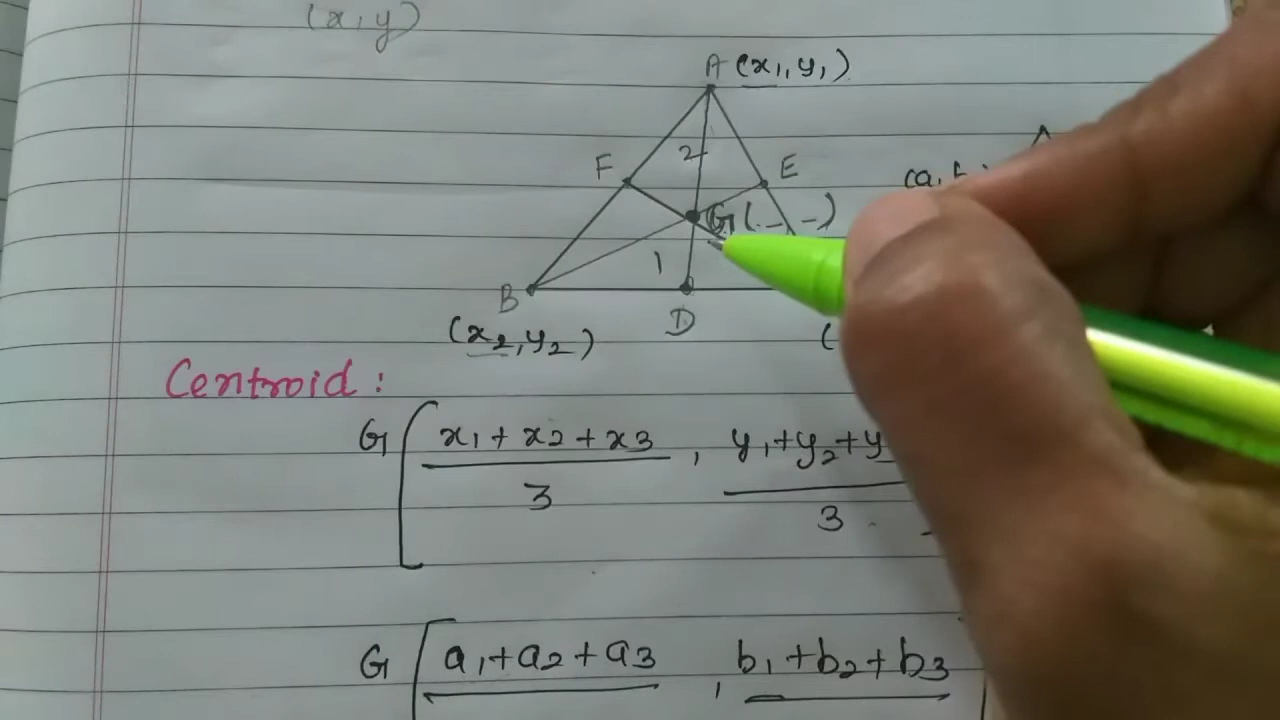 (x,y)
A (x1,y1)
2
F
E
(a,
G(-,-)
1
B
D
(x2,y2)
(
Centroid:
G[x1+x2+x3 / 3, y1+y2+y / 3
G[a1+a2+a3, b1+b2+b3